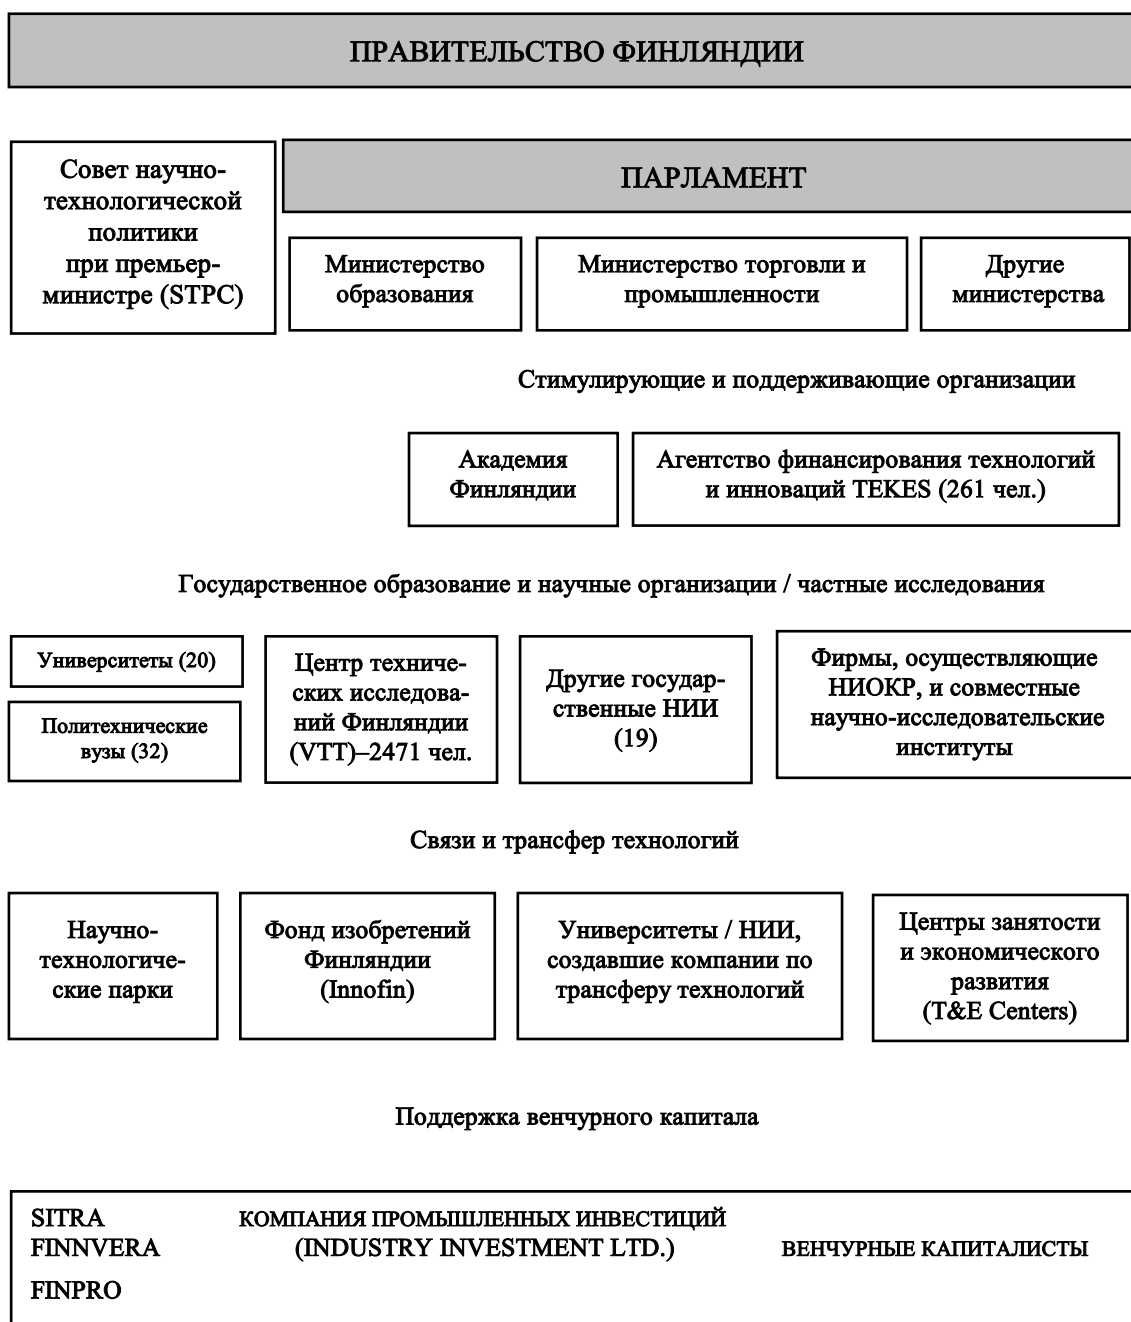 ПРАВИТЕЛЬСТВО ФИНЛЯНДИИ
Совет научно-
технологической
политики
при премьер-
министре (STPC)
ПАРЛАМЕНТ
Министерство
образования
Министерство торговли и
промышленности
Другие
министерства
Стимулирующие и поддерживающие организации
Академия
Финляндии
Агентство финансирования технологий
и инноваций TEKES (261 чел.)
Государственное образование и научные организации / частные исследования
Университеты (20)
Политехнические
вузы (32)
Центр техниче-
ских исследова-
ний Финляндии
(VTT)–2471 чел.
Другие государ-
ственные НИИ
(19)
Фирмы, осуществляющие
НИОКР, и совместные
научно-исследовательские
институты
Связи и трансфер технологий
Научно-
технологиче-
ские парки
Фонд изобретений
Финляндии
(Innofin)
Университеты / НИИ,
создавшие компании по
трансферу технологий
Центры занятости
и экономического
развития
(T&E Centers)
Поддержка венчурного капитала
SITRA
FINNVERA
FINPRO
КОМПАНИЯ ПРОМЫШЛЕННЫХ ИНВЕСТИЦИЙ
(INDUSTRY INVESTMENT LTD.)
ВЕНЧУРНЫЕ КАПИТАЛИСТЫ